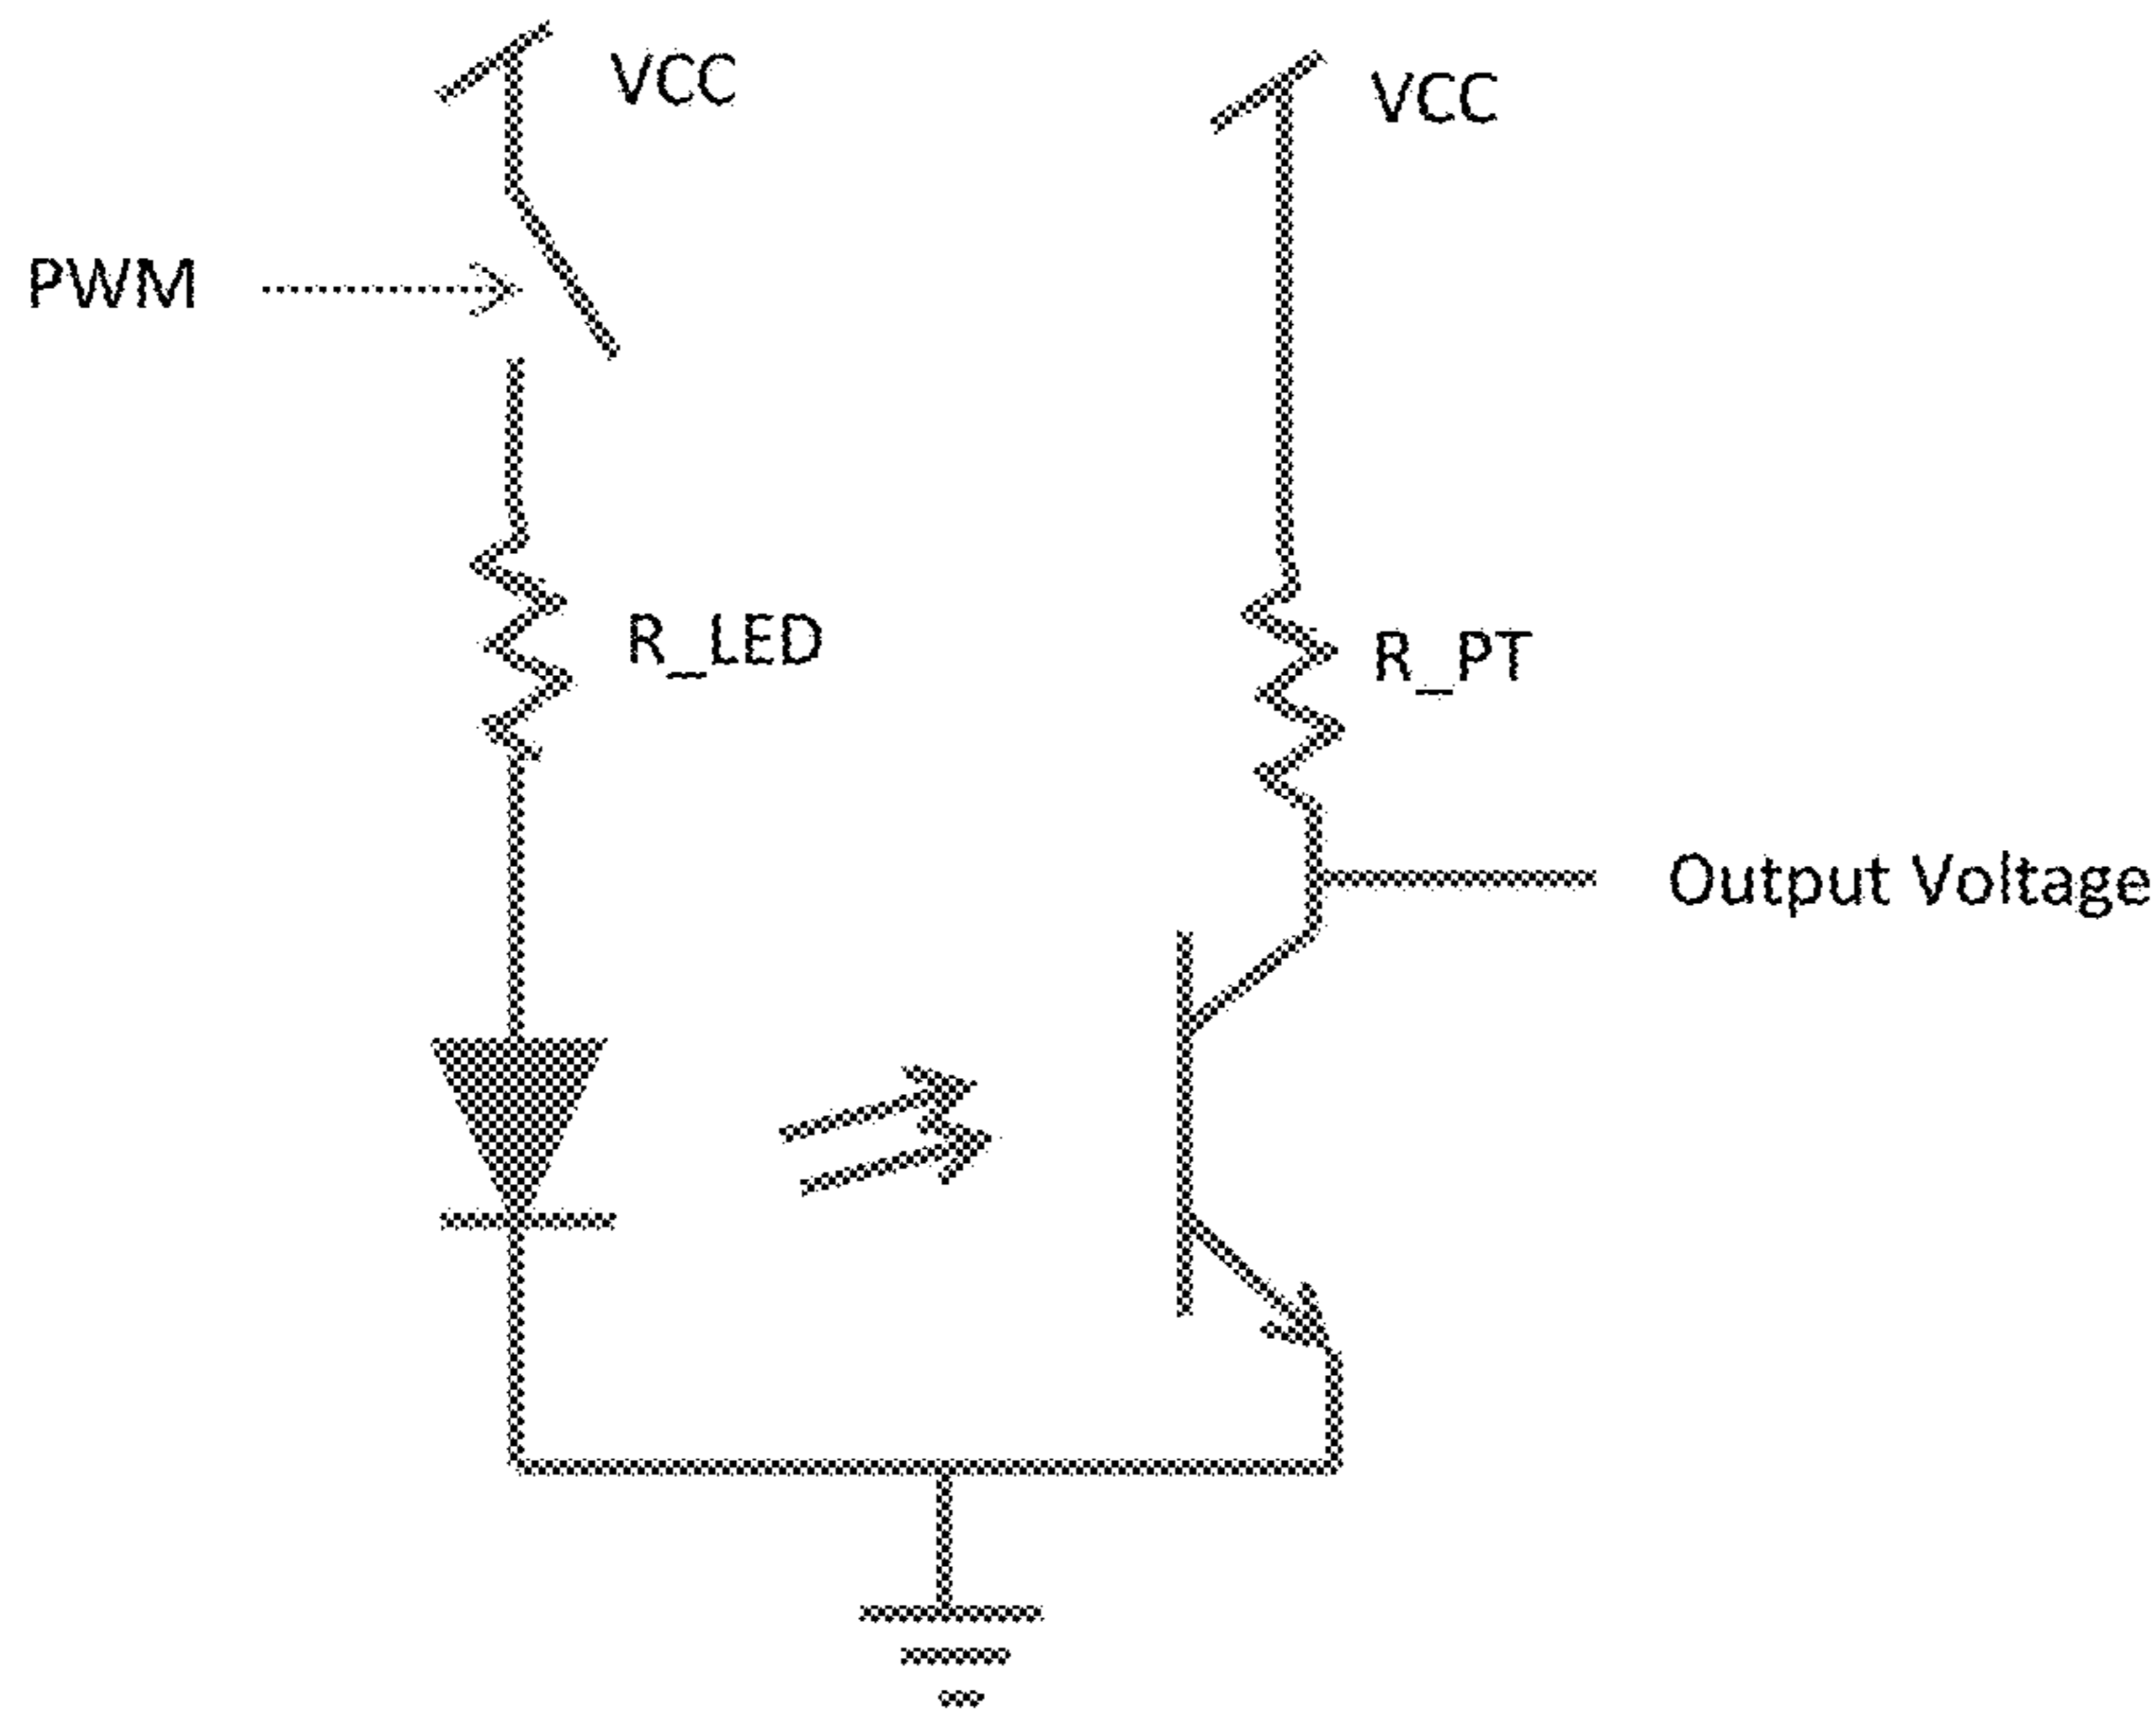 VCC
VCC
PWM
R_LED
R_PT
Output Voltage